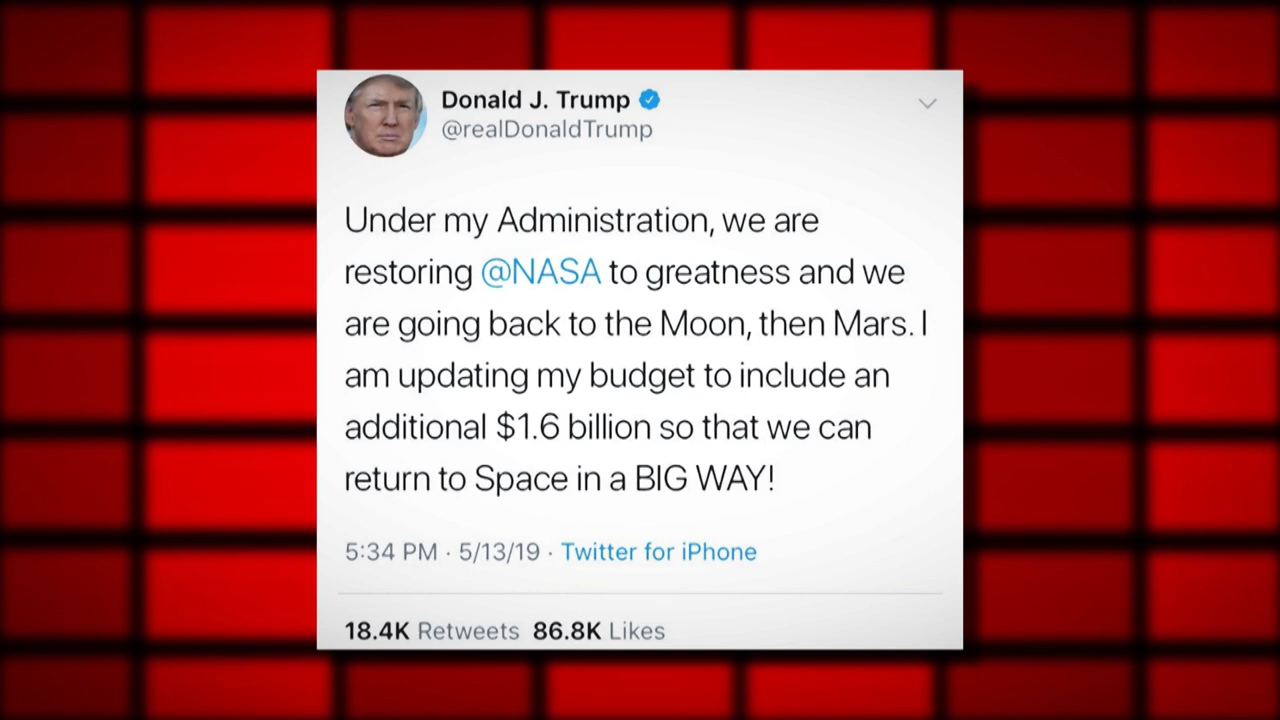 Donald J. Trump
@realDonaldTrump
Under my Administration, we are
restoring @NASA to greatness and we
are going back to the Moon, then Mars. I
am updating my budget to include an
additional $1.6 billion so that we can
return to Space in a BIG WAY!
5:34 PM · 5/13/19 · Twitter for iPhone
18.4K Retweets 86.8K Likes